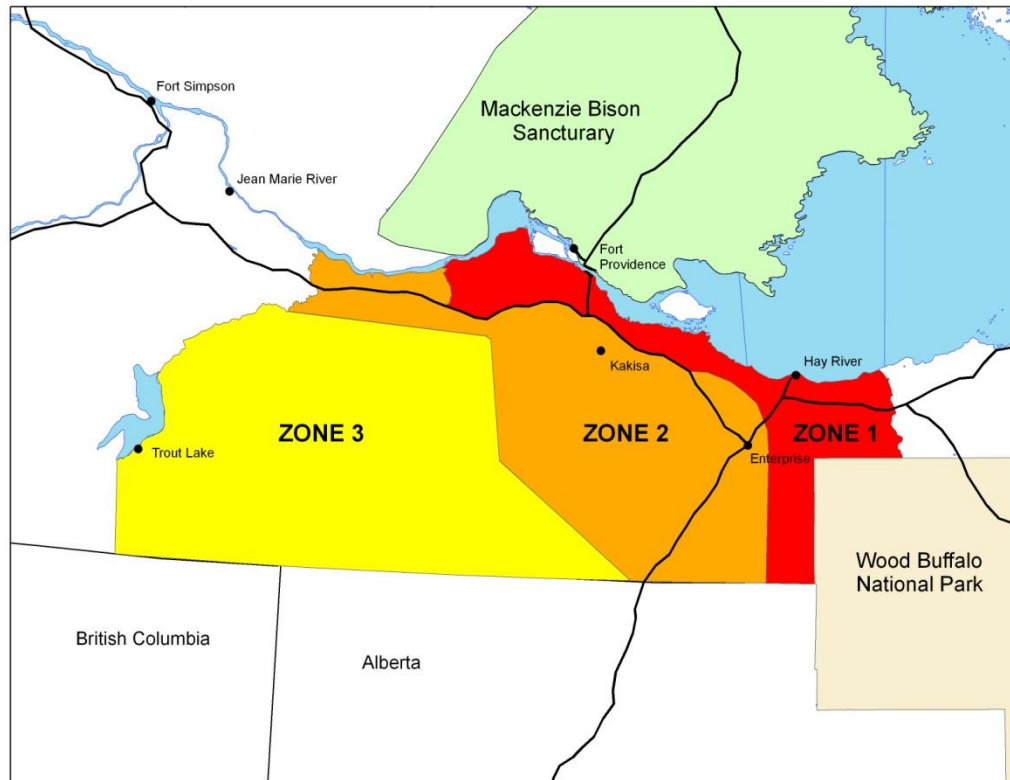 Fort Simpson
Mackenzie Bison
Sancturary
Jean Marie River
Fort
Providence
Kakisa
Hay River
ZONE 3
ZONE 2
ZONE 1
Trout Lake
Enterprise
Wood Buffalo
National Park
British Columbia
Alberta